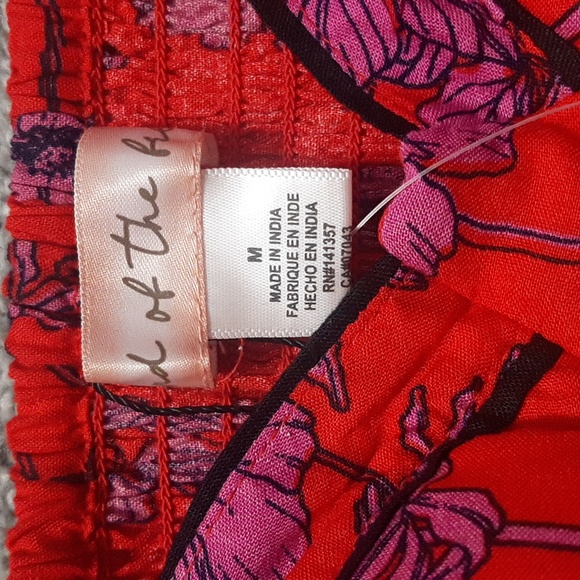 d of the
M
MADE IN INDIA
FABRIQUE EN INDE
HECHO EN INDIA
RN#141357
CA#07043